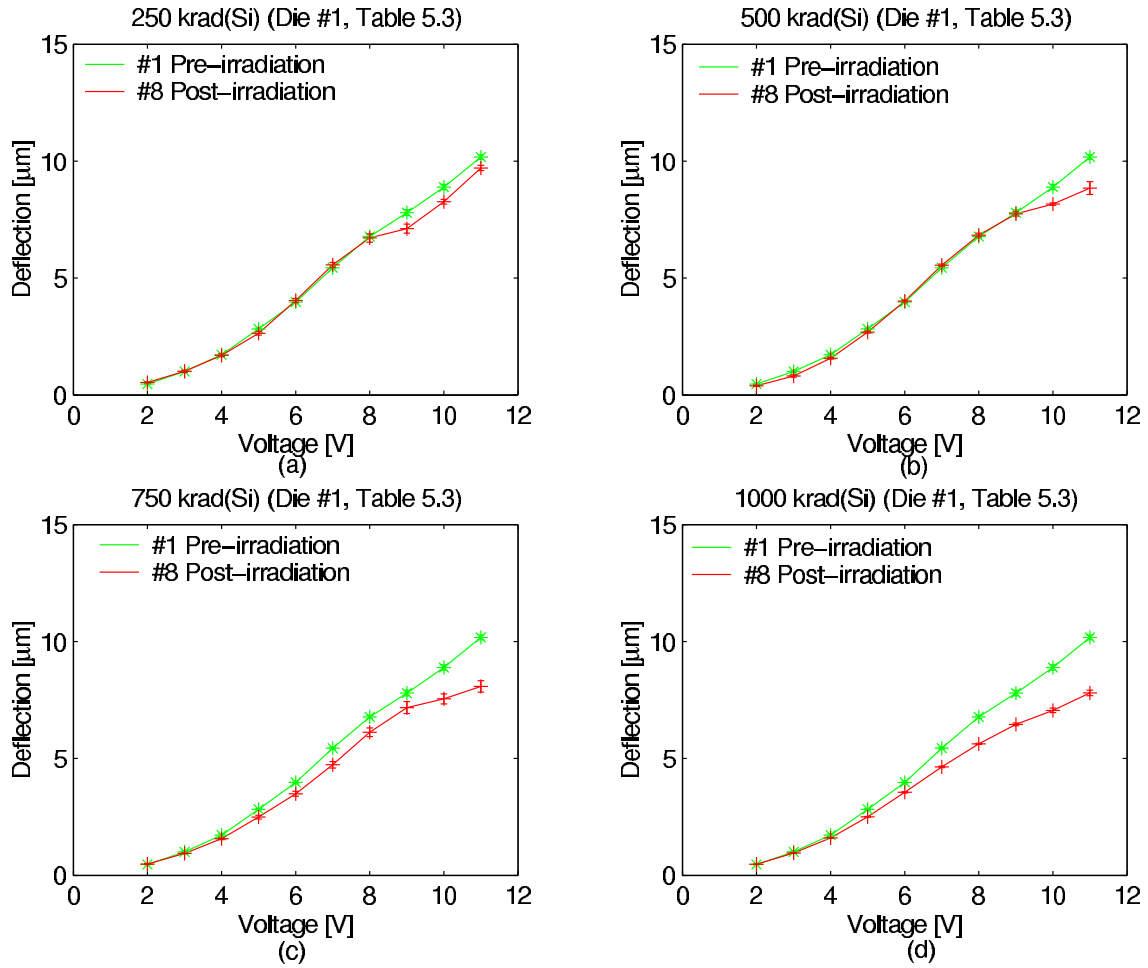 250 krad(Si) (Die #1, Table 5.3)
15
#1 Pre-irradiation
#8 Post-irradiation
10
5
0
Deflection [μm]
0 2 4 6 8 10 12
Voltage [V]
(a)
500 krad(Si) (Die #1, Table 5.3)
15
#1 Pre-irradiation
#8 Post-irradiation
10
5
0
Deflection [μm]
0 2 4 6 8 10 12
Voltage [V]
(b)
750 krad(Si) (Die #1, Table 5.3)
15
#1 Pre-irradiation
#8 Post-irradiation
10
5
0
Deflection [μm]
0 2 4 6 8 10 12
Voltage [V]
(c)
1000 krad(Si) (Die #1, Table 5.3)
15
#1 Pre-irradiation
#8 Post-irradiation
10
5
0
Deflection [μm]
0 2 4 6 8 10 12
Voltage [V]
(d)